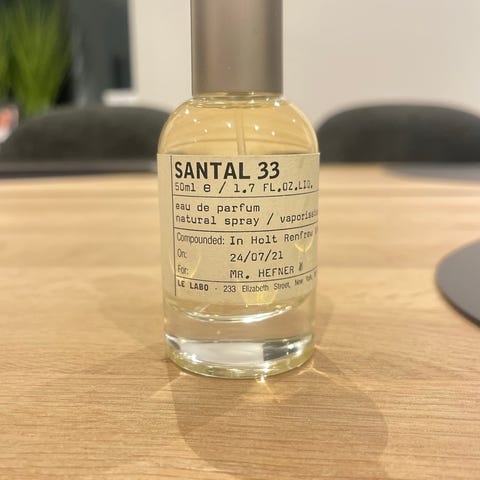 SANTAL 33
50ml e / 1.7 FL.OZ.LIQ.
eau de parfum
natural spray /
Compounded: In Holt Renfrew
On: 24/07/21
For: MR. HEFNER
LE LABO - 233 Elizabeth Street, New York,